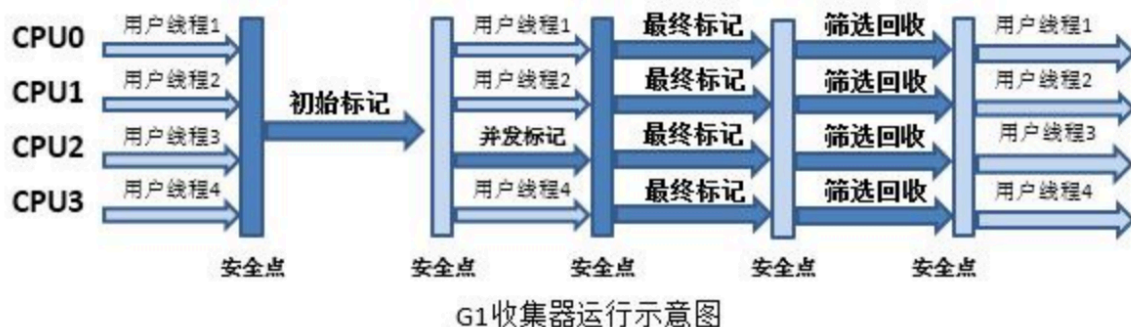 CPU0 用户线程1 用户线程1 最终标记 筛选回收 用户线程1
CPU1 用户线程2 初始标记 用户线程2 最终标记 筛选回收 用户线程2
CPU2 用户线程3 并发标记 最终标记 筛选回收 用户线程3
CPU3 用户线程4 用户线程4 最终标记 筛选回收 用户线程4
安全点 安全点 安全点 安全点 安全点
G1收集器运行示意图